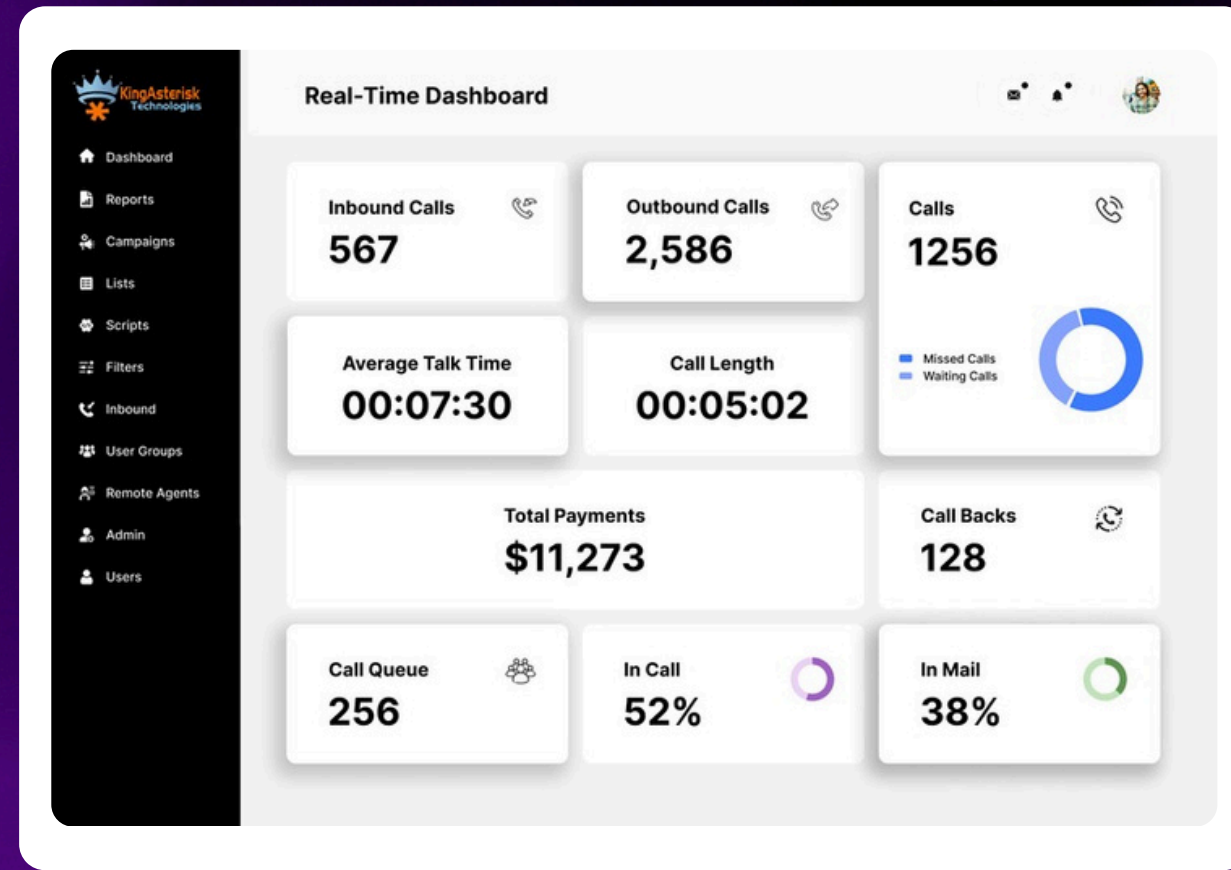 KingAsterisk
Technologies
Dashboard
Reports
Campaigns
Lists
Scripts
Filters
Inbound
User Groups
Remote Agents
Admin
Users
Real-Time Dashboard
Inbound Calls
567
Outbound Calls
2,586
Calls
1256
Missed Calls
Waiting Calls
Average Talk Time
00:07:30
Call Length
00:05:02
Total Payments
$11,273
Call Backs
128
Call Queue
256
In Call
52%
In Mail
38%